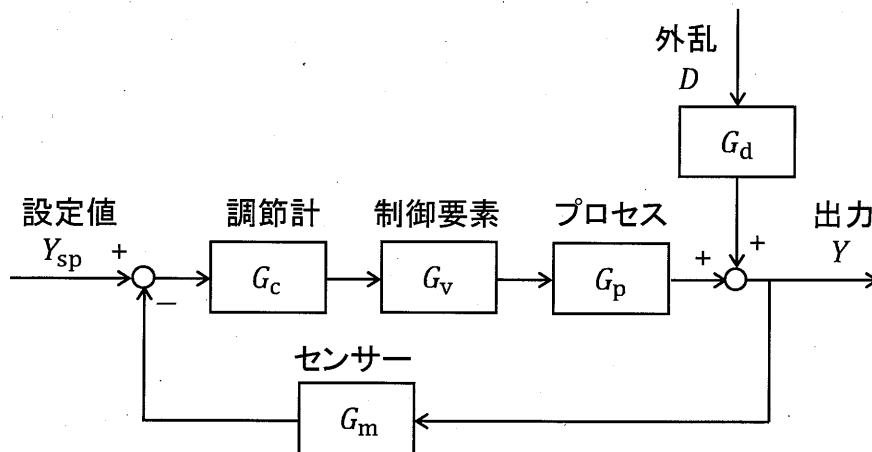 外乱
D
G_d
設定値
Y_sp
+
−
調節計
G_c
制御要素
G_v
プロセス
G_p
+
+
出力
Y
センサー
G_m